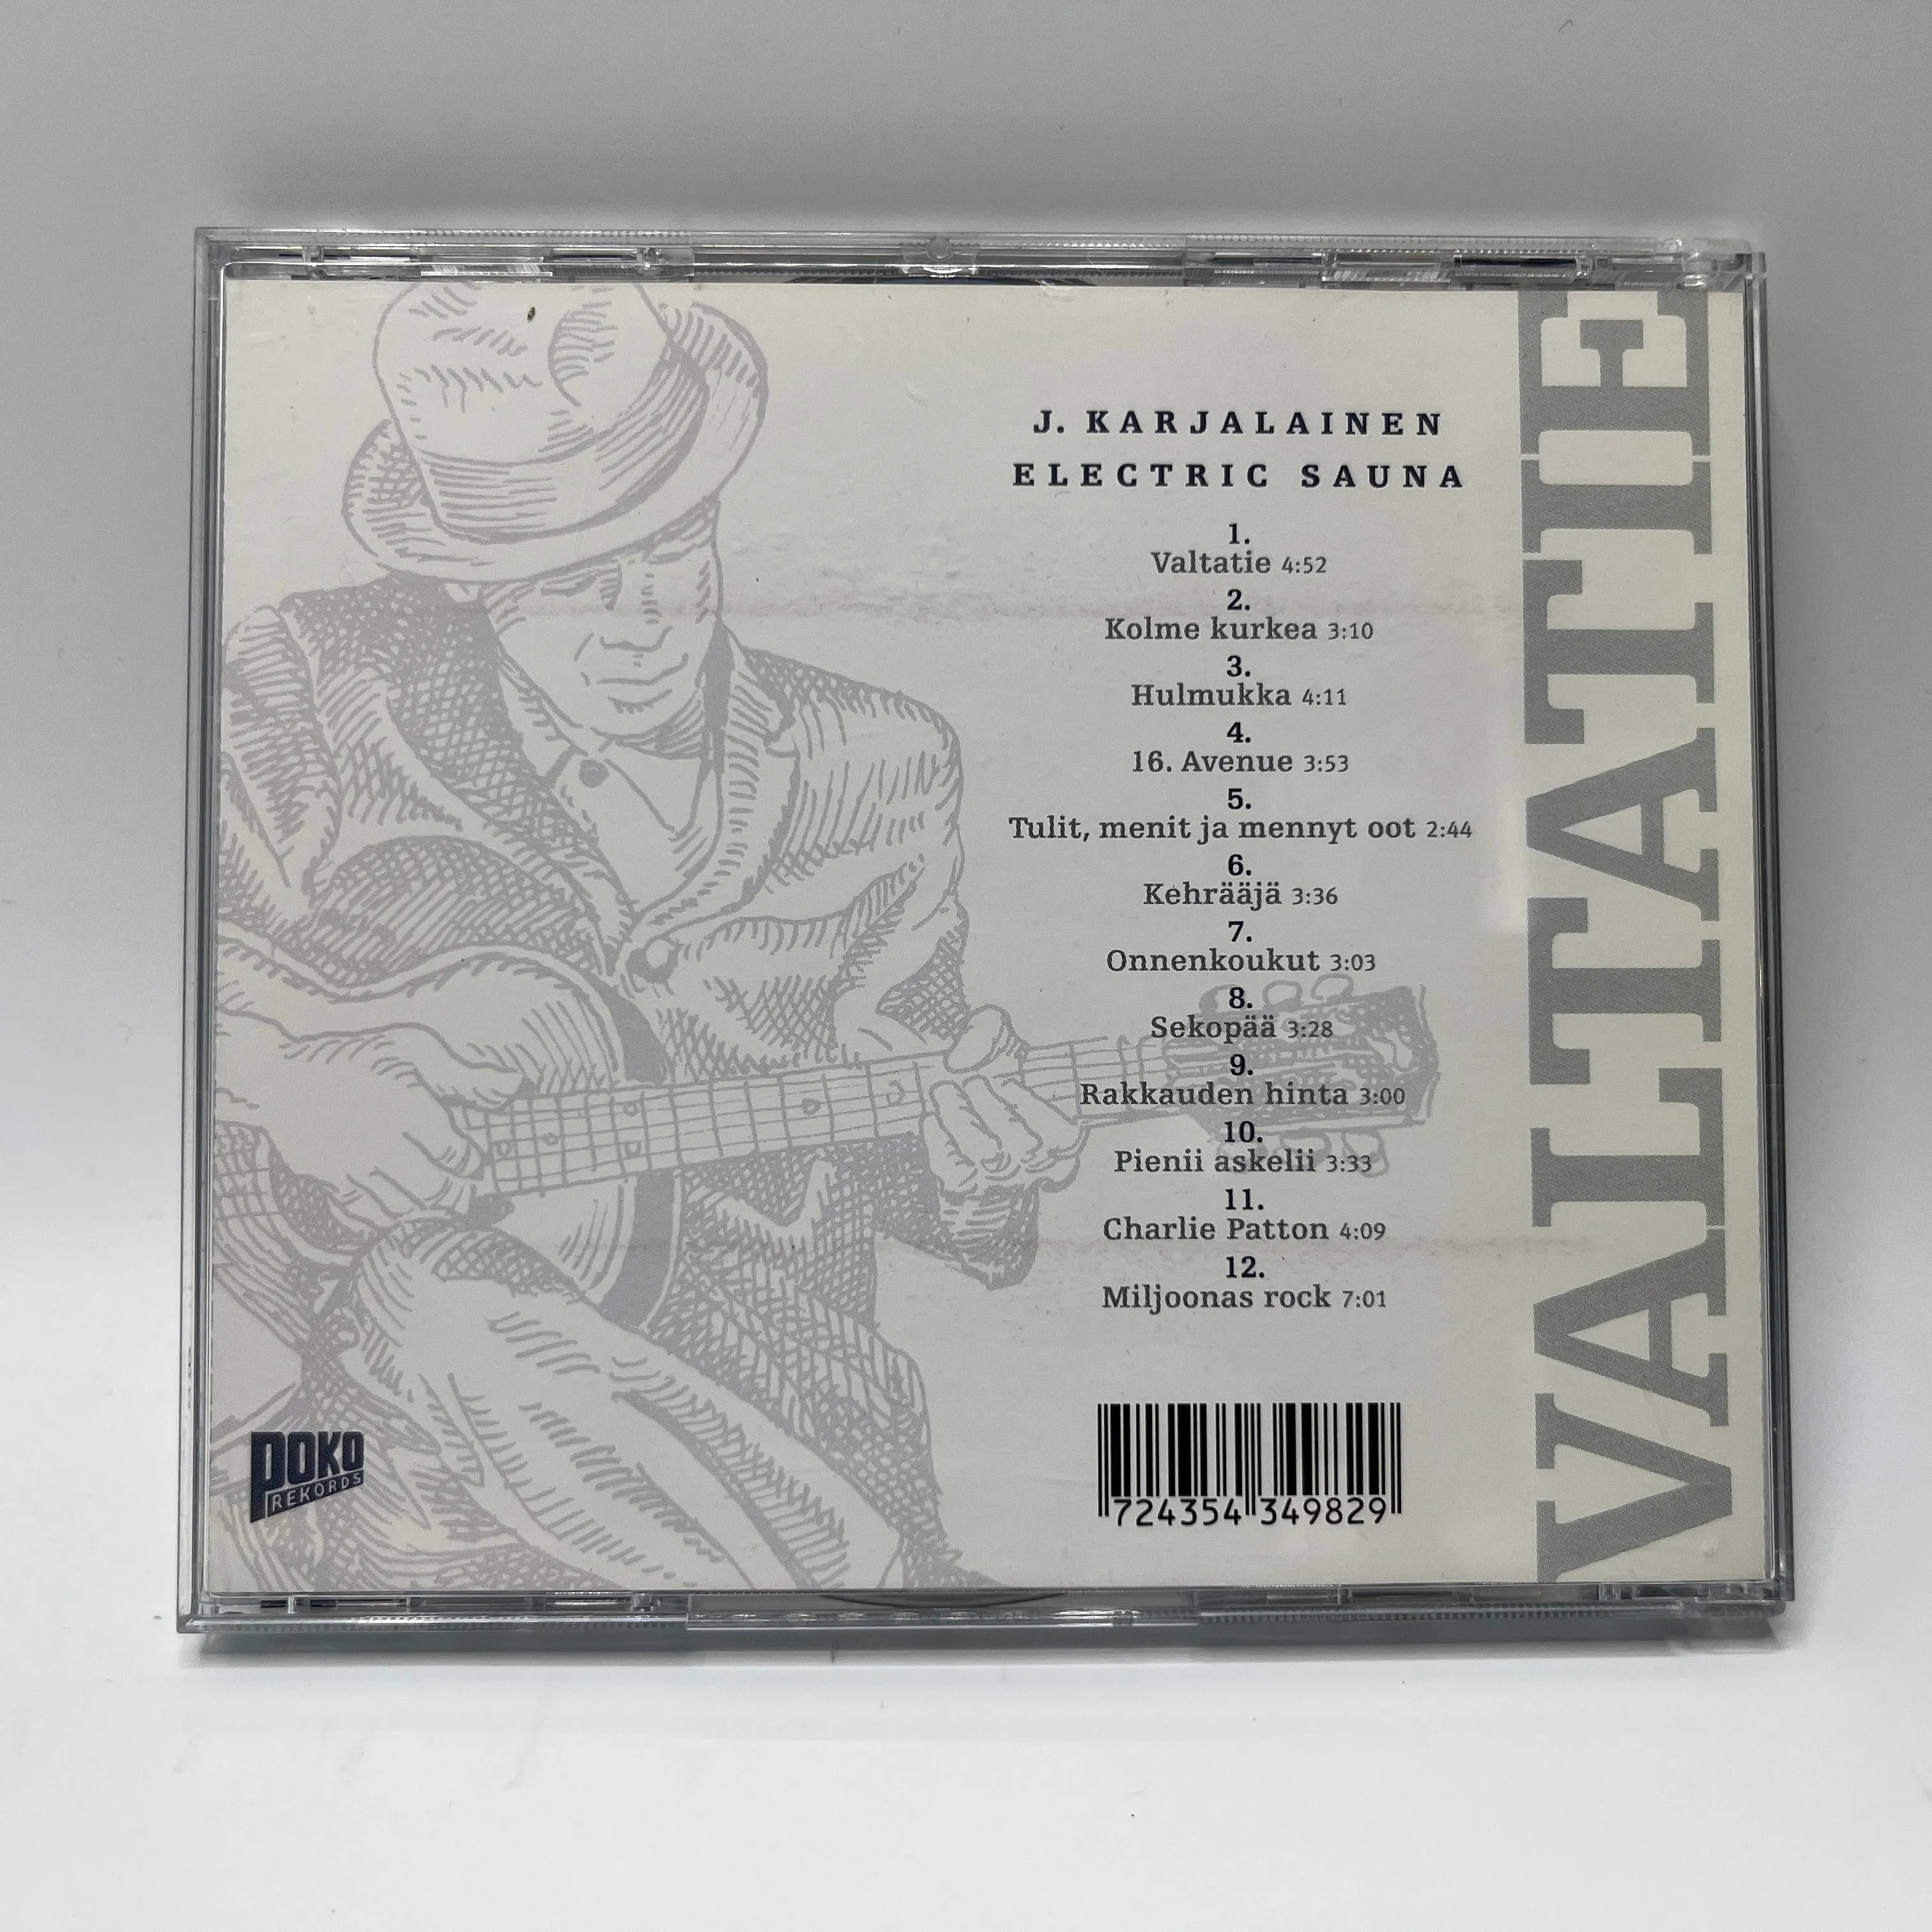 J. KARJALAINEN
ELECTRIC SAUNA
1.
Valtatie 4:52
2.
Kolme kurkea 3:10
3.
Hulmukka 4:11
4.
16. Avenue 3:53
5.
Tulit, menit ja mennyt oot 2:44
6.
Kehrääjä 3:36
7.
Onnenkoukut 3:03
8.
Sekopää 3:28
9.
Rakkauden hinta 3:00
10.
Pienii askelii 3:33
11.
Charlie Patton 4:09
12.
Miljoonas rock 7:01
VALTATIE
POKO
REKORDS
724354 349829